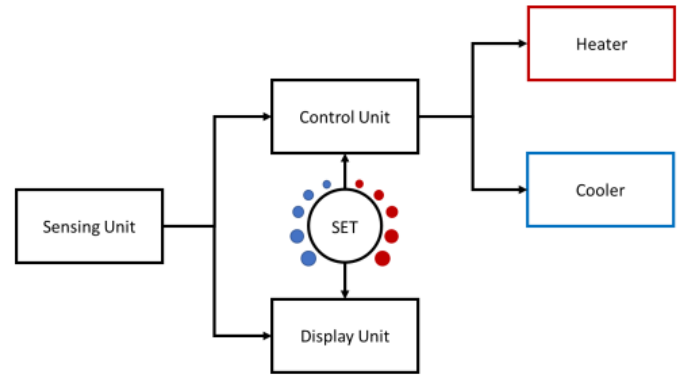 Heater
Control Unit
Cooler
Sensing Unit
SET
Display Unit